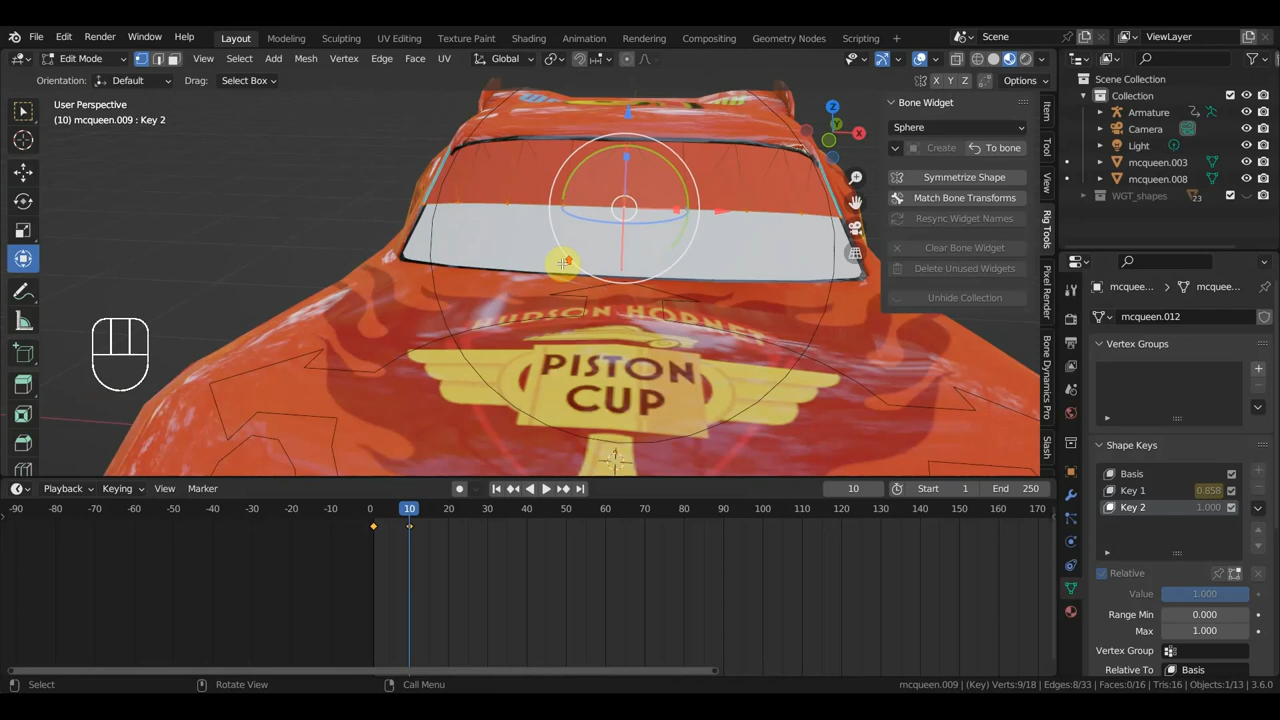 File Edit Render Window Help Layout Modeling Sculpting UV Editing Texture Paint Shading Animation Rendering Compositing Geometry Nodes Scripting Scene ViewLayer
Edit Mode View Select Add Mesh Vertex Edge Face UV Global
Orientation: Default Drag: Select Box X Y Z Options
User Perspective
(10) mcqueen.009 : Key 2
Z
Y
X
Bone Widget
Sphere
Create To bone
Symmetrize Shape
Match Bone Transforms
Resync Widget Names
Clear Bone Widget
Delete Unused Widgets
Unhide Collection
Item
Tool
View
Rig Tools
Pixel Render
Bone Dynamics Pro
Slash
HUDSON HORNET
PISTON
CUP
Scene Collection
Collection
Armature
Camera
Light
mcqueen.003
mcqueen.008
WGT_shapes 23
mcquee... mcquee...
mcqueen.012
Vertex Groups
Shape Keys
Basis
Key 1 0.858
Key 2 1.000
Relative
Value 1.000
Range Min 0.000
Max 1.000
Vertex Group
Relative To Basis
Playback Keying View Marker 10 Start 1 End 250
-90 -80 -70 -60 -50 -40 -30 -20 -10 0 10 20 30 40 50 60 70 80 90 100 110 120 130 140 150 160 170
Select Rotate View Call Menu mcqueen.009 | (Key) Verts:9/18 | Edges:8/33 | Faces:0/16 | Tris:16 | Objects:1/13 | 3.6.0